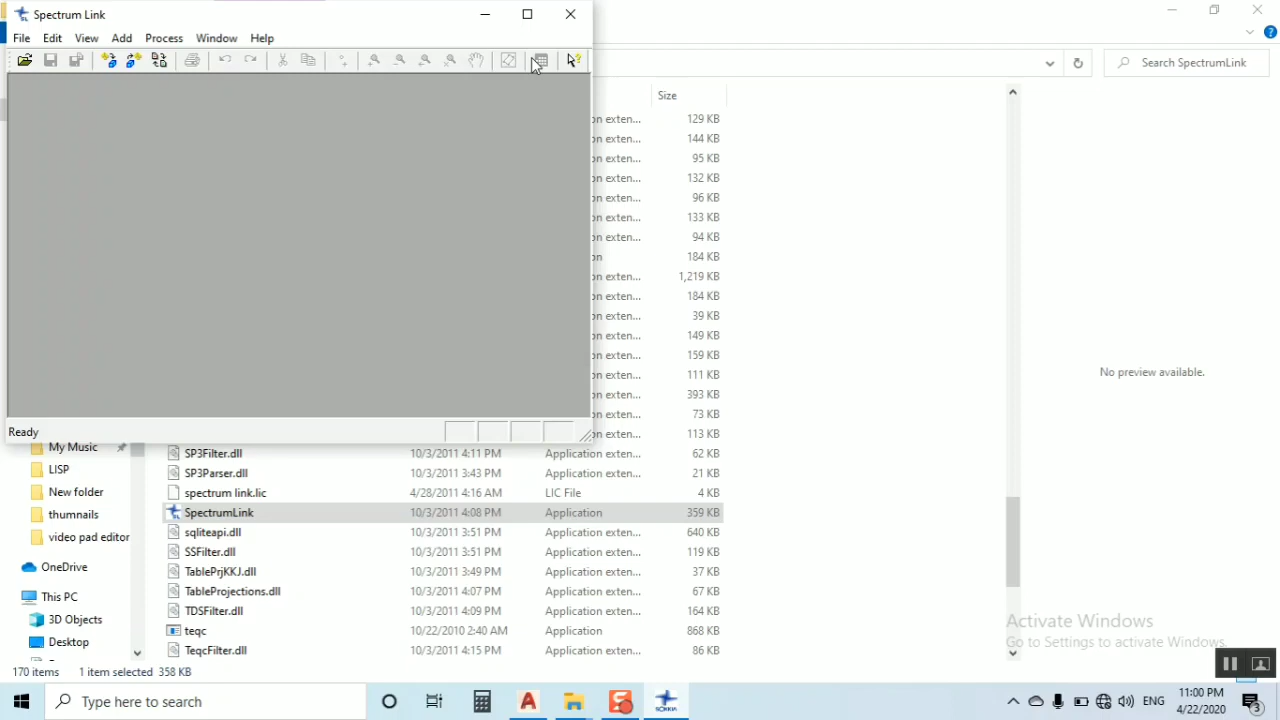 Spectrum Link
File Edit View Add Process Window Help
Search SpectrumLink
Size
on exten... 129 KB
on exten... 144 KB
on exten... 95 KB
on exten... 132 KB
on exten... 96 KB
on exten... 133 KB
on exten... 94 KB
on 184 KB
on exten... 1,219 KB
on exten... 184 KB
on exten... 39 KB
on exten... 149 KB
on exten... 159 KB
No preview available.
on exten... 111 KB
on exten... 393 KB
on exten... 73 KB
Ready
on exten... 113 KB
My Music
SP3Filter.dll 10/3/2011 4:11 PM Application exten... 62 KB
LISP
SP3Parser.dll 10/3/2011 3:43 PM Application exten... 21 KB
New folder
spectrum link.lic 4/28/2011 4:16 AM LIC File 4 KB
thumnails
SpectrumLink 10/3/2011 4:08 PM Application 359 KB
video pad editor
sqliteapi.dll 10/3/2011 3:51 PM Application exten... 640 KB
SSFilter.dll 10/3/2011 3:51 PM Application exten... 119 KB
OneDrive
TablePrjKKJ.dll 10/3/2011 3:49 PM Application exten... 37 KB
This PC
TableProjections.dll 10/3/2011 4:07 PM Application exten... 67 KB
3D Objects
TDSFilter.dll 10/3/2011 4:09 PM Application exten... 164 KB
Desktop
teqc 10/22/2010 2:40 AM Application 868 KB
TeqcFilter.dll 10/3/2011 4:15 PM Application exten... 86 KB
Activate Windows
Go to Settings to activate Windows.
170 items 1 item selected 358 KB
Type here to search
SOKKIA
ENG
11:00 PM
4/22/2020
3